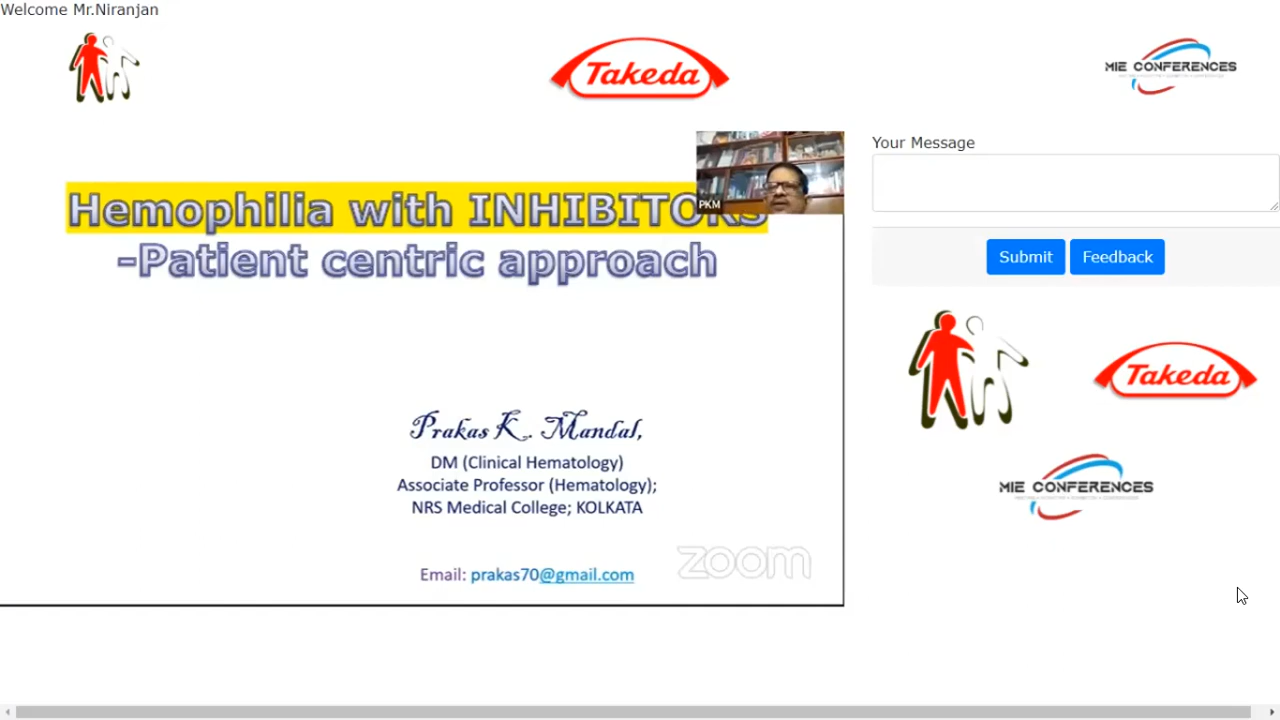 Welcome Mr.Niranjan
Takeda
MIE CONFERENCES
Your Message
PKM
Hemophilia with INHIBITORS
-Patient centric approach
Submit
Feedback
Takeda
MIE CONFERENCES
Prakas K. Mandal,
DM (Clinical Hematology)
Associate Professor (Hematology);
NRS Medical College; KOLKATA
zoom
Email: prakas70@gmail.com